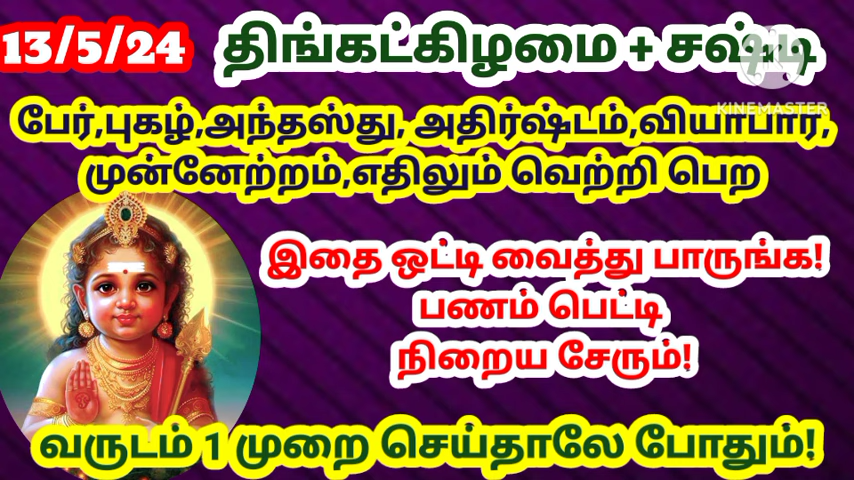 13/5/24 திங்கட்கிழமை + சஷ்டி
KINEMASTER
பேர்,புகழ்,அந்தஸ்து, அதிர்ஷ்டம்,வியாபார,
முன்னேற்றம்,எதிலும் வெற்றி பெற
இதை ஒட்டி வைத்து பாருங்க!
பணம் பெட்டி
நிறைய சேரும்!
வருடம் 1 முறை செய்தாலே போதும்!